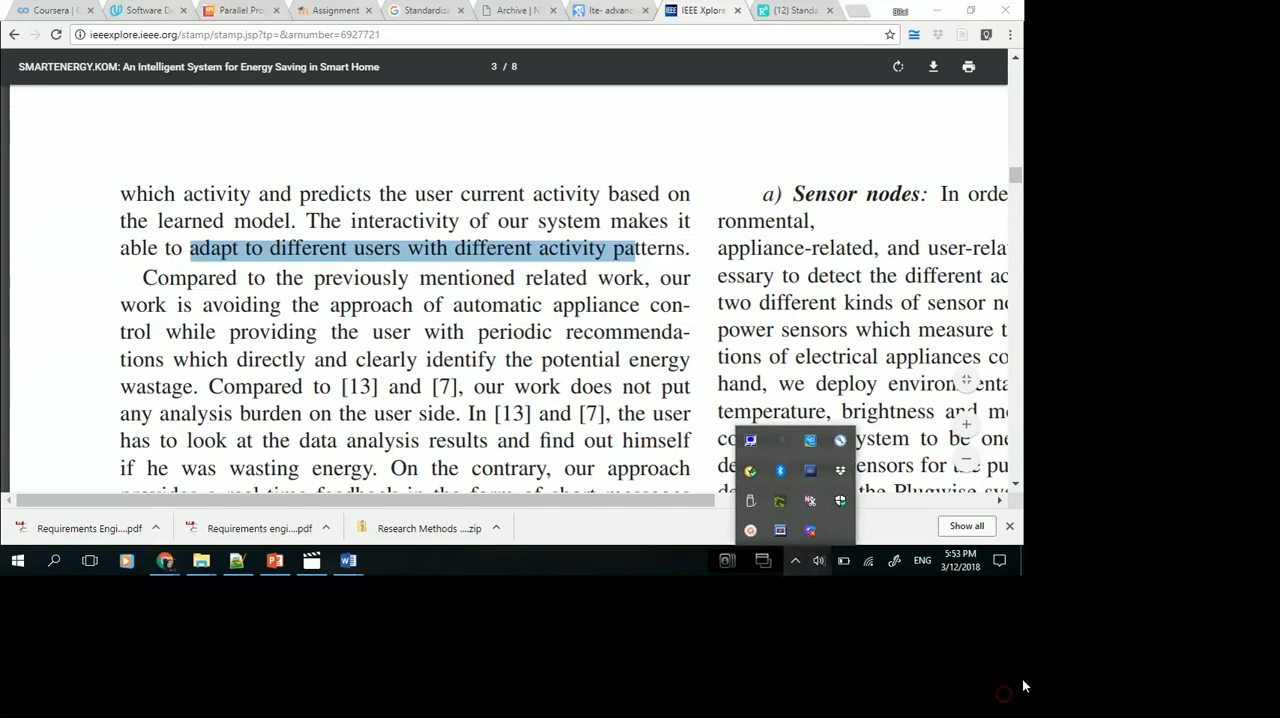 Coursera | C
Software D
Parallel Pro
Assignment
Standardiza
Archive | N
lte- advanc
IEEE Xplore
(12) Standa
Bilal
ieeexplore.ieee.org/stamp/stamp.jsp?tp=&arnumber=6927721
SMARTENERGY.KOM: An Intelligent System for Energy Saving in Smart Home
3 / 8
which activity and predicts the user current activity based on
the learned model. The interactivity of our system makes it
able to adapt to different users with different activity patterns.
Compared to the previously mentioned related work, our
work is avoiding the approach of automatic appliance con-
trol while providing the user with periodic recommenda-
tions which directly and clearly identify the potential energy
wastage. Compared to [13] and [7], our work does not put
any analysis burden on the user side. In [13] and [7], the user
has to look at the data analysis results and find out himself
if he was wasting energy. On the contrary, our approach
a) Sensor nodes: In orde
ronmental,
appliance-related, and user-rela
essary to detect the different ac
two different kinds of sensor no
power sensors which measure t
tions of electrical appliances co
hand, we deploy environmenta
temperature, brightness and mo
co ystem to be one
de ensors for the pu
the Plugwise sys
Requirements Engi....pdf
Requirements engi....pdf
Research Methods ....zip
Show all
ENG
5:53 PM
3/12/2018